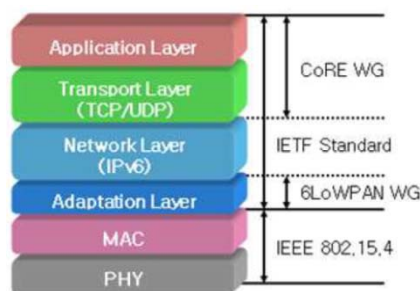 Application Layer
Transport Layer
(TCP/UDP)
Network Layer
(IPv6)
Adaptation Layer
MAC
PHY
CoRE WG
IETF Standard
6LoWPAN WG
IEEE 802.15.4